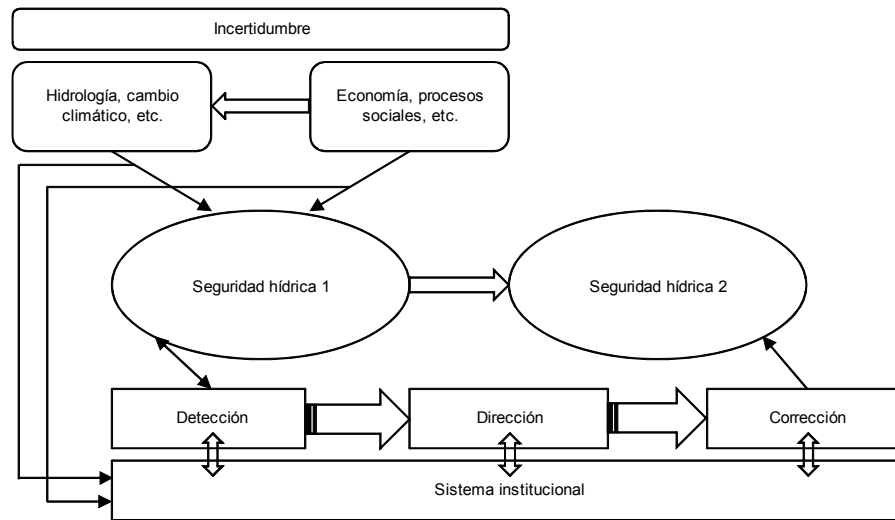 Incertidumbre
Hidrología, cambio
climático, etc.
Economía, procesos
sociales, etc.
Seguridad hídrica 1
Seguridad hídrica 2
Detección
Dirección
Corrección
Sistema institucional